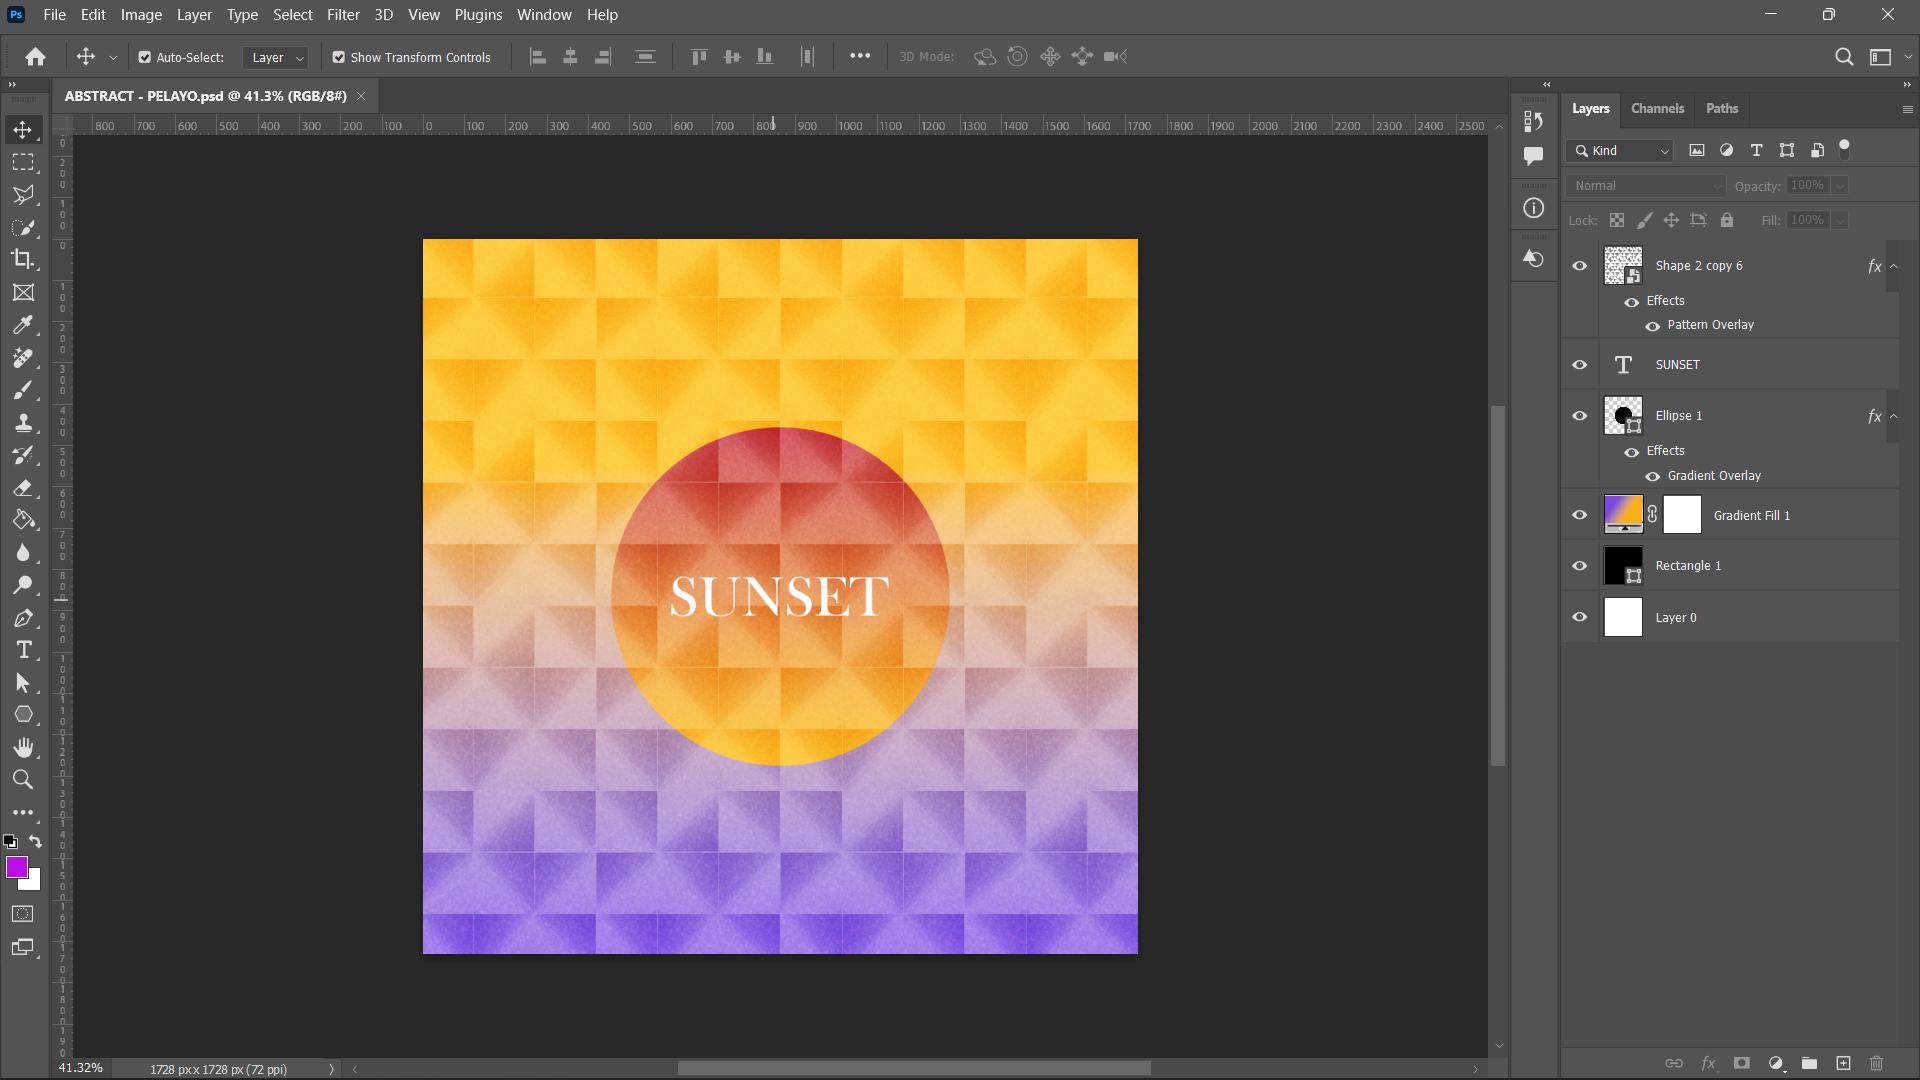 Ps File Edit Image Layer Type Select Filter 3D View Plugins Window Help
Auto-Select: Layer Show Transform Controls 3D Mode:
ABSTRACT - PELAYO.psd @ 41.3% (RGB/8#)
800 700 600 500 400 300 200 100 0 100 200 300 400 500 600 700 800 900 1000 1100 1200 1300 1400 1500 1600 1700 1800 1900 2000 2100 2200 2300 2400 2500
SUNSET
Layers Channels Paths
Kind
Normal Opacity: 100%
Lock: Fill: 100%
Shape 2 copy 6 fx
Effects
Pattern Overlay
SUNSET
Ellipse 1 fx
Effects
Gradient Overlay
Gradient Fill 1
Rectangle 1
Layer 0
41.32% 1728 px x 1728 px (72 ppi)